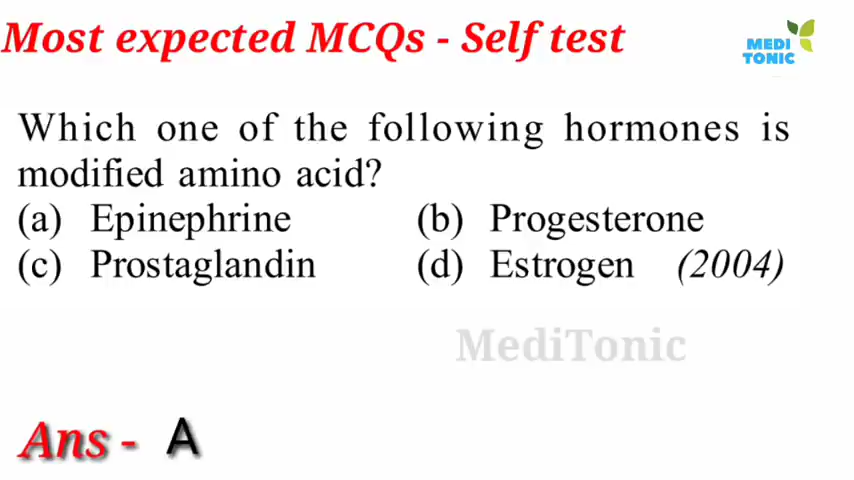 Most expected MCQs - Self test
MEDI
TONIC
Which one of the following hormones is
modified amino acid?
(a) Epinephrine (b) Progesterone
(c) Prostaglandin (d) Estrogen (2004)
MediTonic
Ans - A